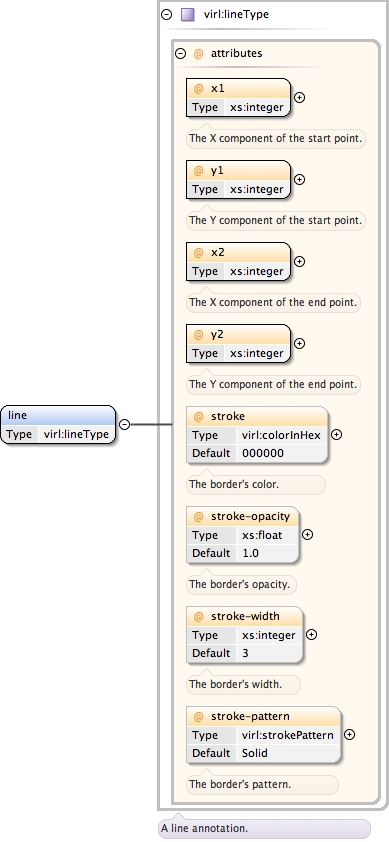 virl:lineType
@ attributes
@ x1
Type xs:integer
The X component of the start point.
@ y1
Type xs:integer
The Y component of the start point.
@ x2
Type xs:integer
The X component of the end point.
@ y2
Type xs:integer
The Y component of the end point.
line
Type virl:lineType
@ stroke
Type virl:colorInHex
Default 000000
The border's color.
@ stroke-opacity
Type xs:float
Default 1.0
The border's opacity.
@ stroke-width
Type xs:integer
Default 3
The border's width.
@ stroke-pattern
Type virl:strokePattern
Default Solid
The border's pattern.
A line annotation.